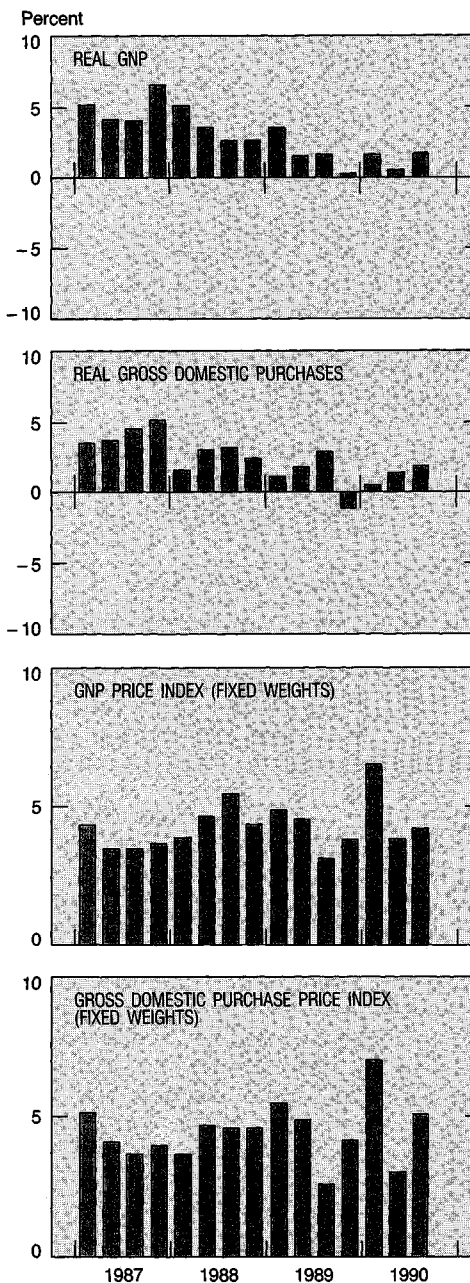 Percent
10
REAL GNP
5
0
−5
−10
10
REAL GROSS DOMESTIC PURCHASES
5
0
−5
−10
10
GNP PRICE INDEX (FIXED WEIGHTS)
5
0
10
GROSS DOMESTIC PURCHASE PRICE INDEX
(FIXED WEIGHTS)
5
0
1987 1988 1989 1990